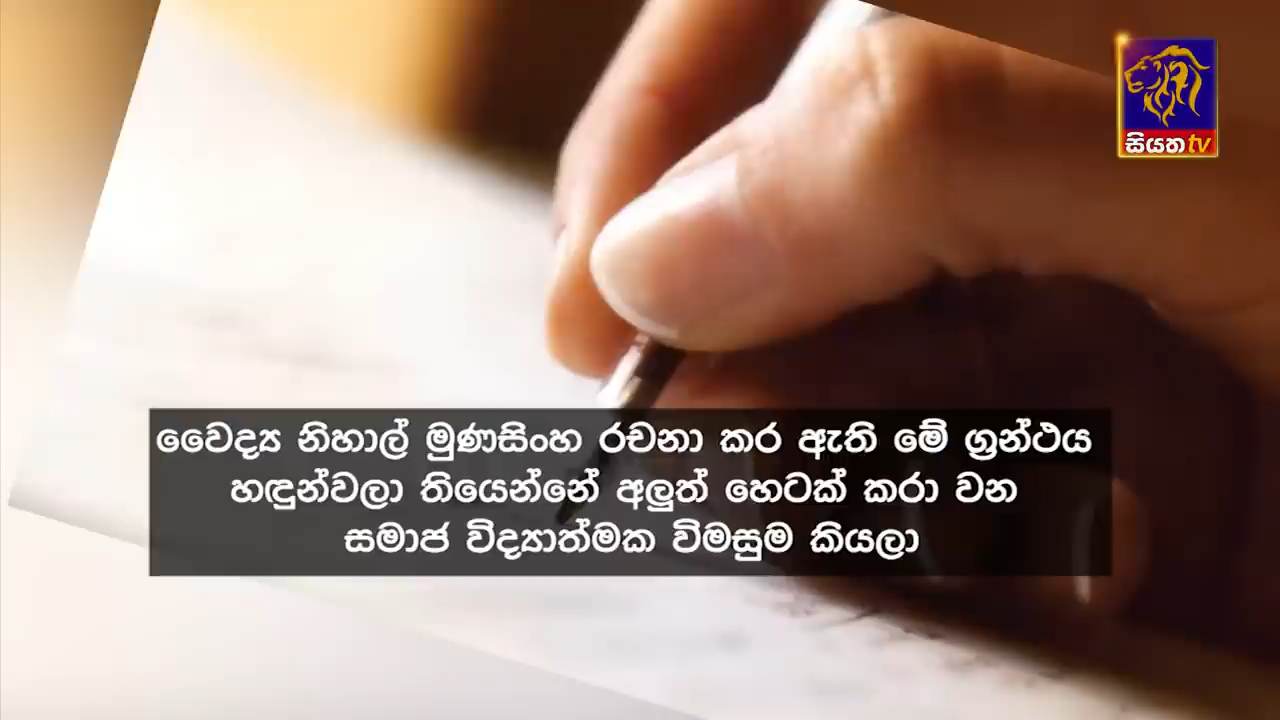 සියත tv
වෛද්‍ය නිහාල් මුණසිංහ රචනා කර ඇති මේ ග්‍රන්ථය
හඳුන්වලා තියෙන්නේ අලුත් හෙටක් කරා වන
සමාජ විද්‍යාත්මක විමසුම කියලා